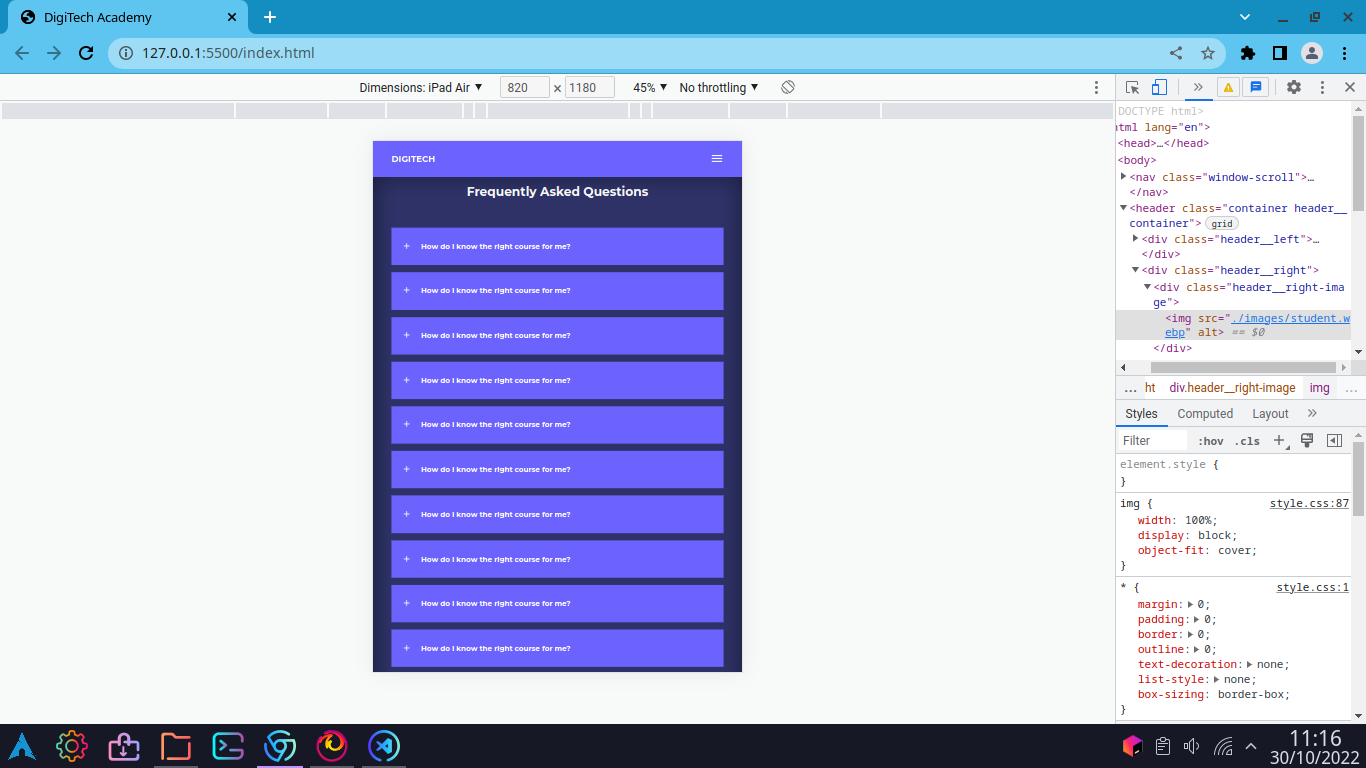 DigiTech Academy
127.0.0.1:5500/index.html
Dimensions: iPad Air 820 × 1180 45% No throttling
DIGITECH
Frequently Asked Questions
+ How do I know the right course for me?
+ How do I know the right course for me?
+ How do I know the right course for me?
+ How do I know the right course for me?
+ How do I know the right course for me?
+ How do I know the right course for me?
+ How do I know the right course for me?
+ How do I know the right course for me?
+ How do I know the right course for me?
+ How do I know the right course for me?
DOCTYPE html>
html lang="en">
<head>…</head>
<body>
<nav class="window-scroll">…
</nav>
<header class="container header__
container"> grid
<div class="header__left">…
</div>
<div class="header__right">
<div class="header__right-ima
ge">
<img src="./images/student.w
ebp" alt> == $0
</div>
... ht div.header__right-image img ...
Styles Computed Layout
Filter :hov .cls
element.style {
}
img { style.css:87
width: 100%;
display: block;
object-fit: cover;
}
* { style.css:1
margin: 0;
padding: 0;
border: 0;
outline: 0;
text-decoration: none;
list-style: none;
box-sizing: border-box;
}
11:16
30/10/2022